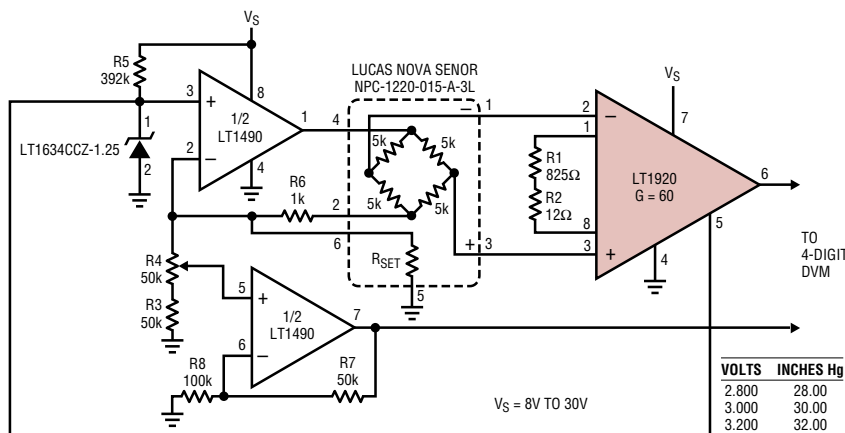 VS
R5
392k
LUCAS NOVA SENOR
NPC-1220-015-A-3L
VS
3
+
8
1
1/2
LT1490
1
4
– 1
2
–
7
1
5k
5k
LT1634CCZ-1.25
2
2
–
4
R1
825Ω
LT1920
G = 60
6
R6
1k
2
5k
5k
R2
12Ω
8
5
6
+ 3
3
+
4
TO
4-DIGIT
DVM
R4
50k
RSET
5
R3
50k
5
+
1/2
LT1490
7
6
–
R8
100k
R7
50k
VS = 8V TO 30V
VOLTS INCHES Hg
2.800 28.00
3.000 30.00
3.200 32.00